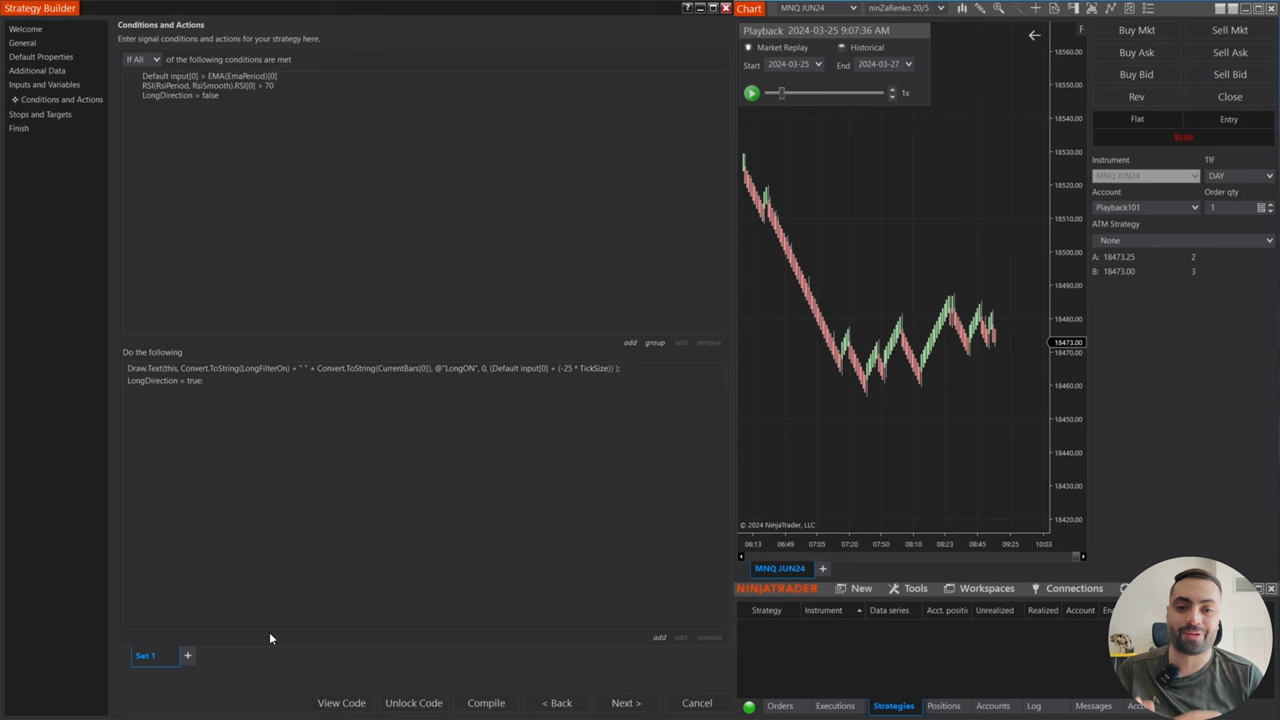 Strategy Builder
?
Welcome
General
Default Properties
Additional Data
Inputs and Variables
Conditions and Actions
Stops and Targets
Finish
Conditions and Actions
Enter signal conditions and actions for your strategy here.
If All of the following conditions are met
Default input[0] > EMA(EmaPeriod)[0]
RSI(RsiPeriod, RsiSmooth).RSI[0] > 70
LongDirection = false
add group edit remove
Do the following
Draw.Text(this, Convert.ToString(LongFilterOn) + " " + Convert.ToString(CurrentBars[0]), @"LongON", 0, (Default input[0] + (-25 * TickSize)) );
LongDirection = true;
add edit remove
Set 1 +
View Code Unlock Code Compile < Back Next > Cancel
Chart MNQ JUN24 ninZaRenko 20/5
Playback 2024-03-25 9:07:36 AM
Market Replay Historical
Start 2024-03-25 End 2024-03-27
1x
F
18560.00
18550.00
18540.00
18530.00
18520.00
18510.00
18500.00
18490.00
18480.00
18473.00
18470.00
18460.00
18450.00
18440.00
18430.00
18420.00
© 2024 NinjaTrader, LLC
06:13 06:49 07:05 07:20 07:50 08:10 08:23 08:45 09:25 10:03
MNQ JUN24 +
Buy Mkt Sell Mkt
Buy Ask Sell Ask
Buy Bid Sell Bid
Rev Close
Flat Entry
$0.00
Instrument TIF
MNQ JUN24 DAY
Account Order qty
Playback101 1
ATM Strategy
None
A: 18473.25 2
B: 18473.00 3
NINJATRADER New Tools Workspaces Connections
Strategy Instrument Data series Acct. positi Unrealized Realized Account
Orders Executions Strategies Positions Accounts Log Messages